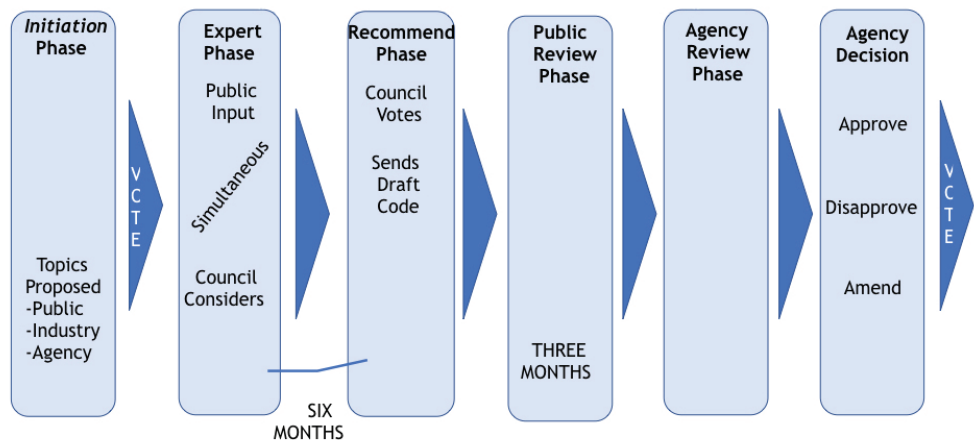 Initiation
Phase
Topics
Proposed
-Public
-Industry
-Agency
V
C
T
E
Expert
Phase
Public
Input
Simultaneous
Council
Considers
SIX
MONTHS
Recommend
Phase
Council
Votes
Sends
Draft
Code
Public
Review
Phase
THREE
MONTHS
Agency
Review
Phase
Agency
Decision
Approve
Disapprove
Amend
V
C
T
E